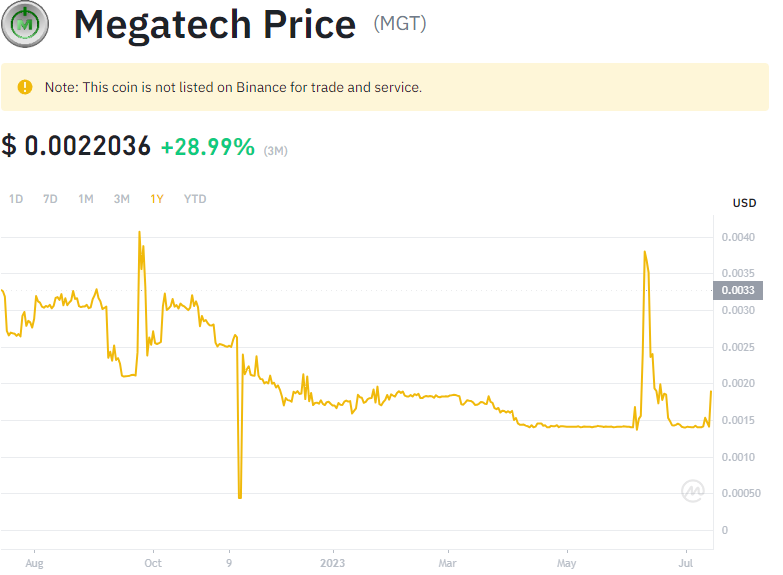 Megatech Price (MGT)
Note: This coin is not listed on Binance for trade and service.
$ 0.0022036 +28.99% (3M)
1D 7D 1M 3M 1Y YTD
USD
0.0040
0.0035
0.0033
0.0030
0.0025
0.0020
0.0015
0.0010
0.00050
0
Aug Oct 9 2023 Mar May Jul